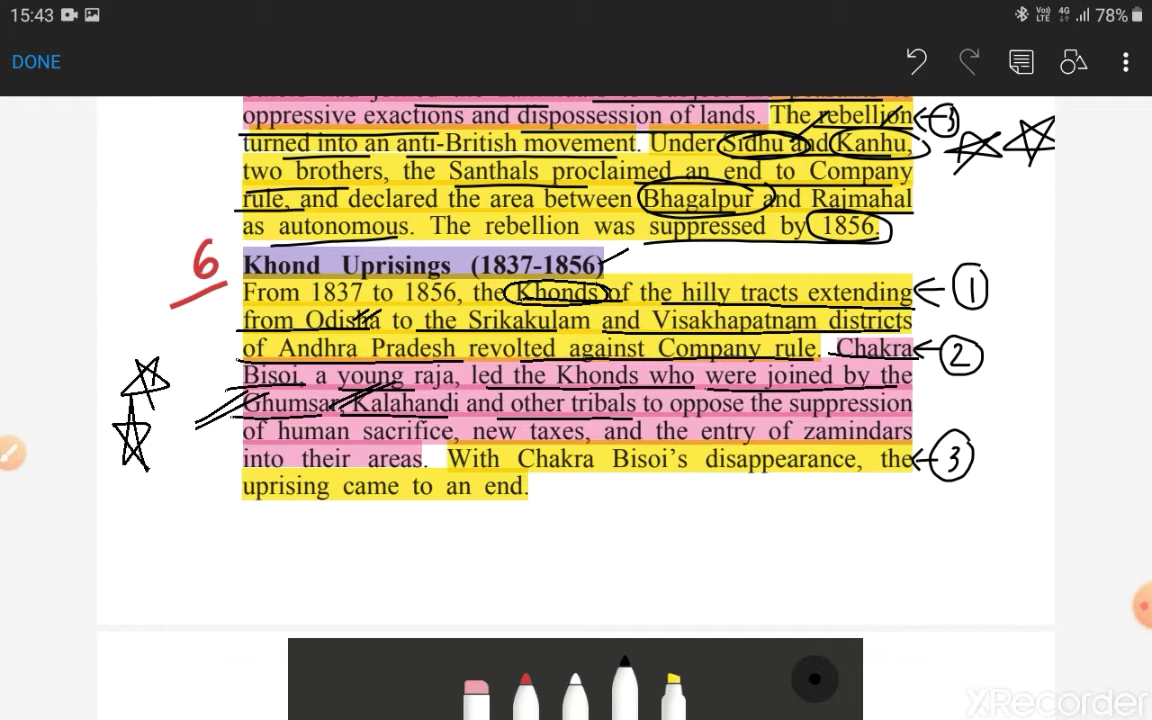 15:43
Voo) 4G 78%
LTE
DONE
oppressive exactions and dispossession of lands. The rebellion
3
turned into an anti-British movement. Under Sidhu and Kanhu,
two brothers, the Santhals proclaimed an end to Company
rule, and declared the area between Bhagalpur and Rajmahal
as autonomous. The rebellion was suppressed by 1856.
6
Khond Uprisings (1837-1856)
From 1837 to 1856, the Khonds of the hilly tracts extending
1
from Odisha to the Srikakulam and Visakhapatnam districts
of Andhra Pradesh revolted against Company rule. Chakra
2
Bisoi, a young raja, led the Khonds who were joined by the
Ghumsar, Kalahandi and other tribals to oppose the suppression
of human sacrifice, new taxes, and the entry of zamindars
into their areas. With Chakra Bisoi's disappearance, the
3
uprising came to an end.
XRecorder